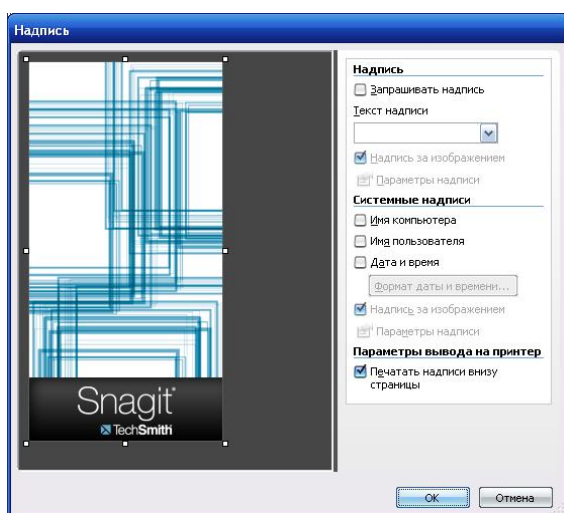 Надпись
Snagit
TechSmith
Надпись
Запрашивать надпись
Текст надписи
Надпись за изображением
Параметры надписи
Системные надписи
Имя компьютера
Имя пользователя
Дата и время
Формат даты и времени...
Надпись за изображением
Параметры надписи
Параметры вывода на принтер
Печатать надписи внизу
страницы
OK
Отмена